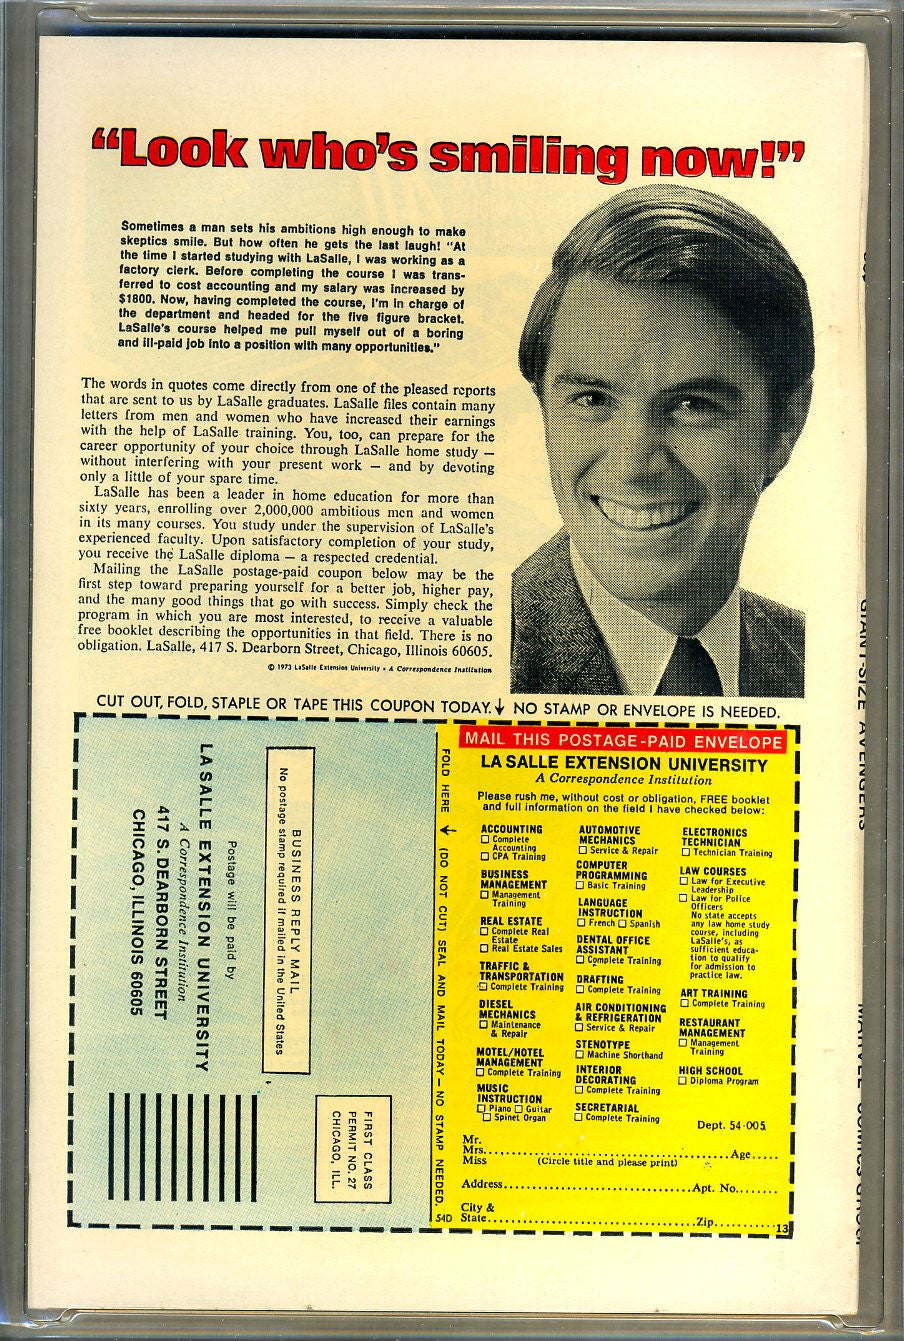 “Look who’s smiling now!”
Sometimes a man sets his ambitions high enough to make
skeptics smile. But how often he gets the last laugh! "At
the time I started studying with LaSalle, I was working as a
factory clerk. Before completing the course I was trans-
ferred to cost accounting and my salary was increased by
$1800. Now, having completed the course, I'm in charge of
the department and headed for the five figure bracket.
LaSalle's course helped me pull myself out of a boring
and ill-paid job into a position with many opportunities."
The words in quotes come directly from one of the pleased reports
that are sent to us by LaSalle graduates. LaSalle files contain many
letters from men and women who have increased their earnings
with the help of LaSalle training. You, too, can prepare for the
career opportunity of your choice through LaSalle home study —
without interfering with your present work — and by devoting
only a little of your spare time.
LaSalle has been a leader in home education for more than
sixty years, enrolling over 2,000,000 ambitious men and women
in its many courses. You study under the supervision of LaSalle's
experienced faculty. Upon satisfactory completion of your study,
you receive the LaSalle diploma — a respected credential.
Mailing the LaSalle postage-paid coupon below may be the
first step toward preparing yourself for a better job, higher pay,
and the many good things that go with success. Simply check the
program in which you are most interested, to receive a valuable
free booklet describing the opportunities in that field. There is no
obligation. LaSalle, 417 S. Dearborn Street, Chicago, Illinois 60605.
© 1973 LaSalle Extension University • A Correspondence Institution
CUT OUT, FOLD, STAPLE OR TAPE THIS COUPON TODAY. ↓ NO STAMP OR ENVELOPE IS NEEDED.
FIRST CLASS
PERMIT NO. 27
CHICAGO, ILL.
BUSINESS REPLY MAIL
No postage stamp required if mailed in the United States
Postage will be paid by
LA SALLE EXTENSION UNIVERSITY
A Correspondence Institution
417 S. DEARBORN STREET
CHICAGO, ILLINOIS 60605
FOLD HERE (DO NOT CUT) SEAL AND MAIL TODAY — NO STAMP NEEDED.
54D
MAIL THIS POSTAGE-PAID ENVELOPE
LA SALLE EXTENSION UNIVERSITY
A Correspondence Institution
Please rush me, without cost or obligation, FREE booklet
and full information on the field I have checked below:
ACCOUNTING
☐ Complete
Accounting
☐ CPA Training
BUSINESS
MANAGEMENT
☐ Management
Training
REAL ESTATE
☐ Complete Real
Estate
☐ Real Estate Sales
TRAFFIC &
TRANSPORTATION
☐ Complete Training
DIESEL
MECHANICS
☐ Maintenance
& Repair
MOTEL/HOTEL
MANAGEMENT
☐ Complete Training
MUSIC
INSTRUCTION
☐ Piano ☐ Guitar
☐ Spinet Organ
AUTOMOTIVE
MECHANICS
☐ Service & Repair
COMPUTER
PROGRAMMING
☐ Basic Training
LANGUAGE
INSTRUCTION
☐ French ☐ Spanish
DENTAL OFFICE
ASSISTANT
☐ Complete Training
DRAFTING
☐ Complete Training
AIR CONDITIONING
& REFRIGERATION
☐ Service & Repair
STENOTYPE
☐ Machine Shorthand
INTERIOR
DECORATING
☐ Complete Training
SECRETARIAL
☐ Complete Training
ELECTRONICS
TECHNICIAN
☐ Technician Training
LAW COURSES
☐ Law for Executive
Leadership
☐ Law for Police
Officers
No state accepts
any law home study
course, including
LaSalle's, as
sufficient educa-
tion to qualify
for admission to
practice law.
ART TRAINING
☐ Complete Training
RESTAURANT
MANAGEMENT
☐ Management
Training
HIGH SCHOOL
☐ Diploma Program
Dept. 54-005
Mr.
Mrs. Age
Miss (Circle title and please print)
Address Apt. No.
City &
State Zip
13
GIANT-SIZE AVENGERS
MARVEL COMICS GROUP